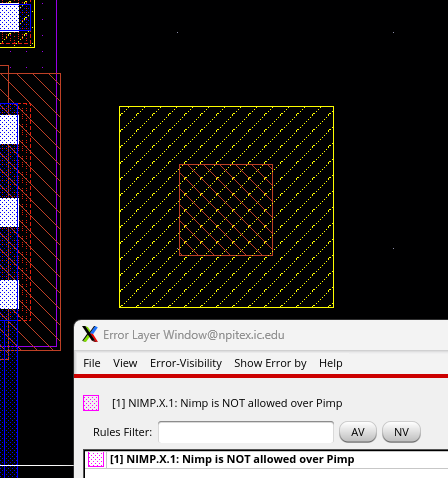 Error Layer Window@npitex.ic.edu
File View Error-Visibility Show Error by Help
[1] NIMP.X.1: Nimp is NOT allowed over Pimp
Rules Filter: AV NV
[1] NIMP.X.1: Nimp is NOT allowed over Pimp